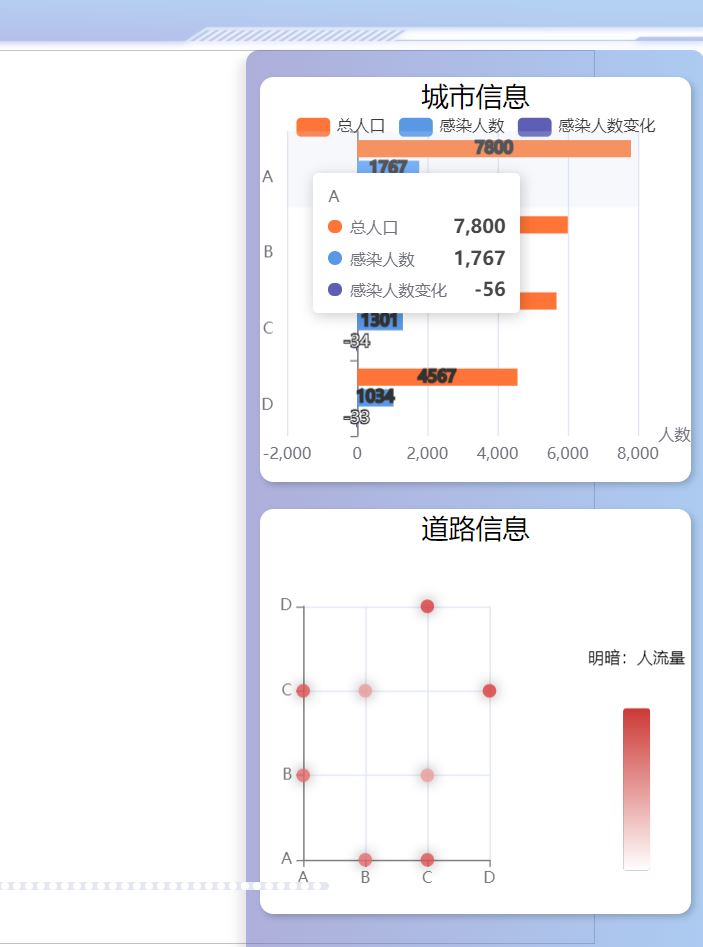 城市信息
总人口 感染人数 感染人数变化
7800
1767
A
A
总人口 7,800
感染人数 1,767
感染人数变化 -56
B
C
1301
-34
4567
1034
D
-33
人数
-2,000 0 2,000 4,000 6,000 8,000
道路信息
D
明暗：人流量
C
B
A
A B C D